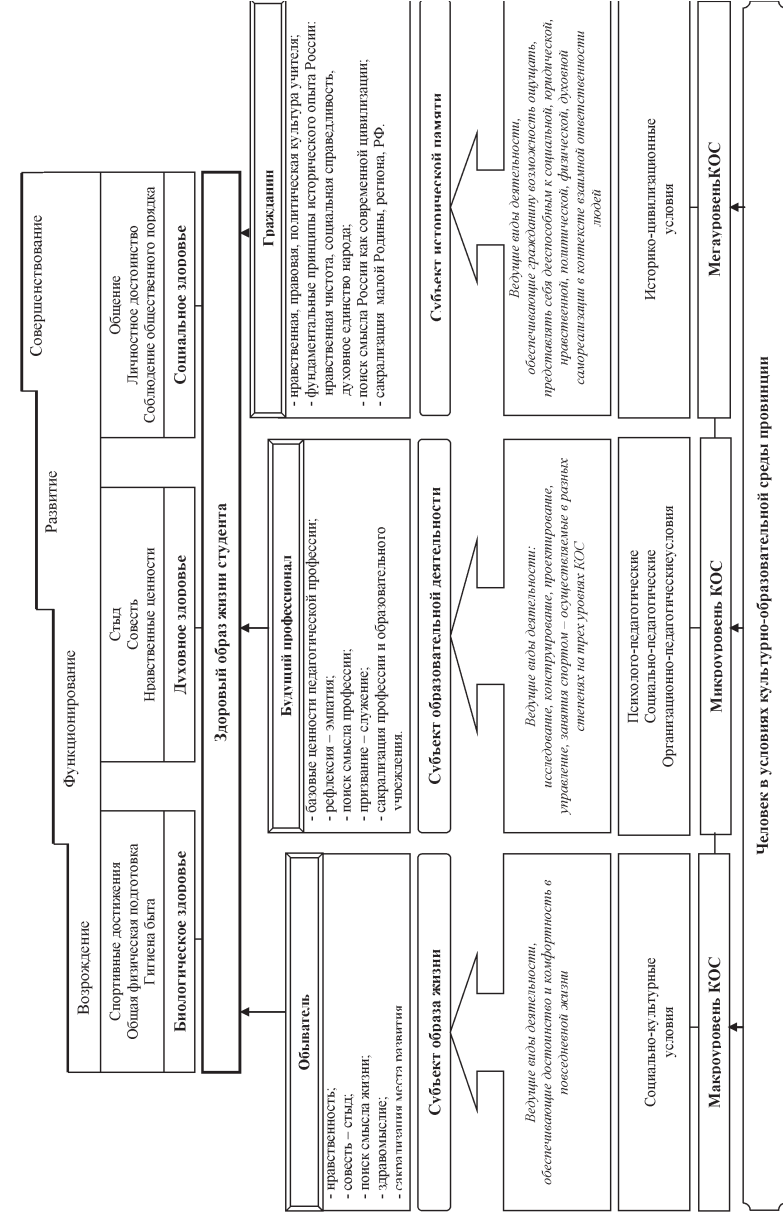 Совершенствование
Развитие
Функционирование
Возрождение
Спортивные достижения
Общая физическая подготовка
Гигиена быта
Биологическое здоровье
Стыд
Совесть
Нравственные ценности
Духовное здоровье
Общение
Личностное достоинство
Соблюдение общественного порядка
Социальное здоровье
Здоровый образ жизни студента
Обыватель
- нравственность;
- совесть – стыд;
- поиск смысла жизни;
- здравомыслие;
- сакрализация места развития
Субъект образа жизни
Ведущие виды деятельности,
обеспечивающие достоинство и комфортность в
повседневной жизни
Социально-культурные
условия
Макроуровень КОС
Будущий профессионал
- базовые ценности педагогической профессии;
- рефлексия – эмпатия;
- поиск смысла профессии;
- призвание – служение;
- сакрализация профессии и образовательного
учреждения.
Субъект образовательной деятельности
Ведущие виды деятельности:
исследование, конструирование, проектирование,
управление, занятия спортом – осуществляемые в разных
степенях на трех уровнях КОС
Психолого-педагогические
Социально-педагогические
Организационно-педагогическиеусловия
Микроуровень КОС
Гражданин
- нравственная, правовая, политическая культура учителя;
- фундаментальные принципы исторического опыта России:
нравственная чистота, социальная справедливость,
духовное единство народа;
- поиск смысла России как современной цивилизации;
- сакрализация малой Родины, региона, РФ.
Субъект исторической памяти
Ведущие виды деятельности,
обеспечивающие гражданину возможность ощущать,
представлять себя дееспособным к социальной, юридической,
нравственной, политической, физической, духовной
самореализации в контексте взаимной ответственности
людей
Историко-цивилизационные
условия
МегауровеньКОС
Человек в условиях культурно-образовательной среды провинции